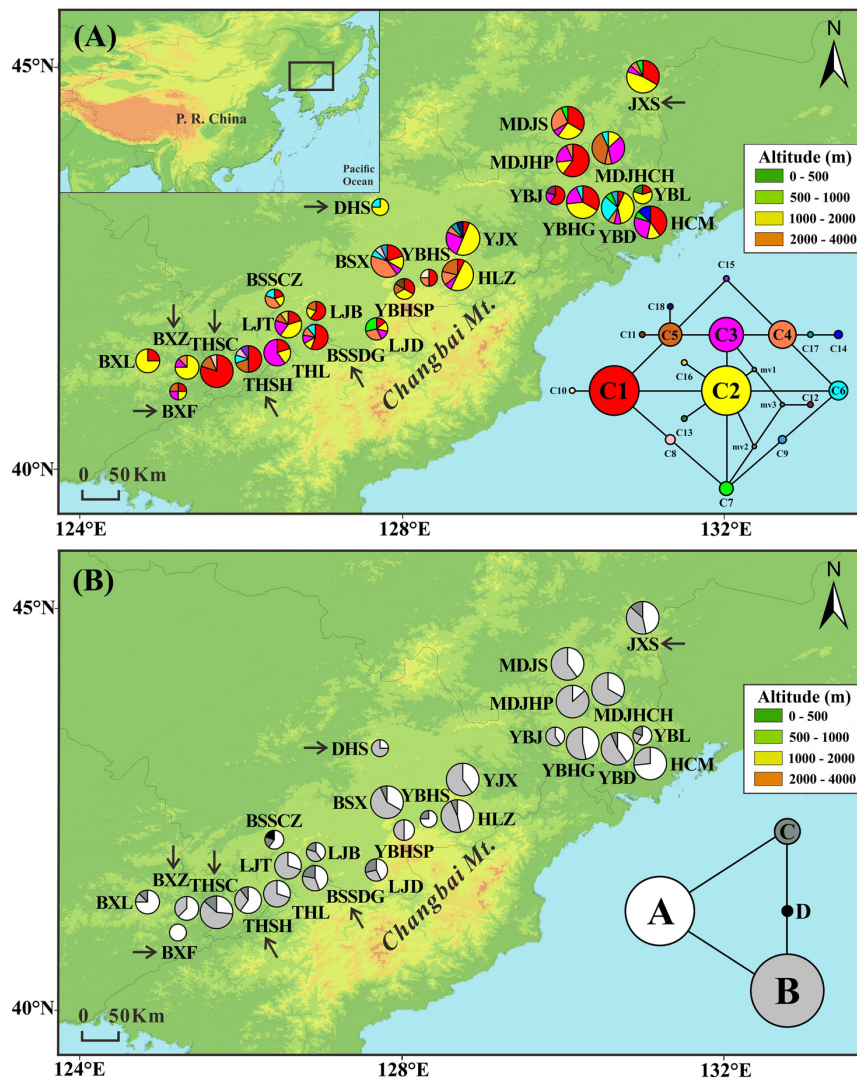 (A)
N
45°N
P. R. China
Pacific
Ocean
JXS
MDJS
Altitude (m)
0 - 500
500 - 1000
1000 - 2000
2000 - 4000
MDJHP
MDJHCH
DHS
YBJ
YBL
YJX
YBHG
YBD
HCM
BSX
YBHS
HLZ
BSSCZ
YBHSP
BXZ
LJT
LJB
THSC
LJD
BXL
BSSDG
THL
THSH
BXF
Changbai Mt.
C15
C18
C11
C5
C3
C4
C17
C14
C16
mv1
C10
C1
C2
C6
mv3
C12
C13
C8
mv2
C9
C7
40°N
0 50 Km
124°E
128°E
132°E
(B)
N
45°N
JXS
MDJS
Altitude (m)
0 - 500
500 - 1000
1000 - 2000
2000 - 4000
MDJHP
MDJHCH
DHS
YBJ
YBL
YJX
YBHG
YBD
HCM
BSX
YBHS
HLZ
BSSCZ
YBHSP
BXZ
LJT
LJB
THSC
LJD
BXL
BSSDG
THL
THSH
BXF
Changbai Mt.
C
A
D
B
40°N
0 50 Km
124°E
128°E
132°E